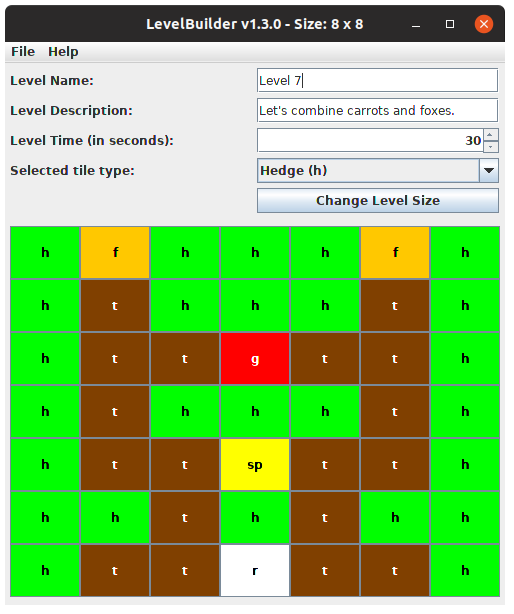 LevelBuilder v1.3.0 - Size: 8 x 8
File Help
Level Name: Level 7
Level Description: Let's combine carrots and foxes.
Level Time (in seconds): 30
Selected tile type: Hedge (h)
Change Level Size
h f h h h f h
h t h h h t h
h t t g t t h
h t h h h t h
h t t sp t t h
h h t h t h h
h t t r t t h